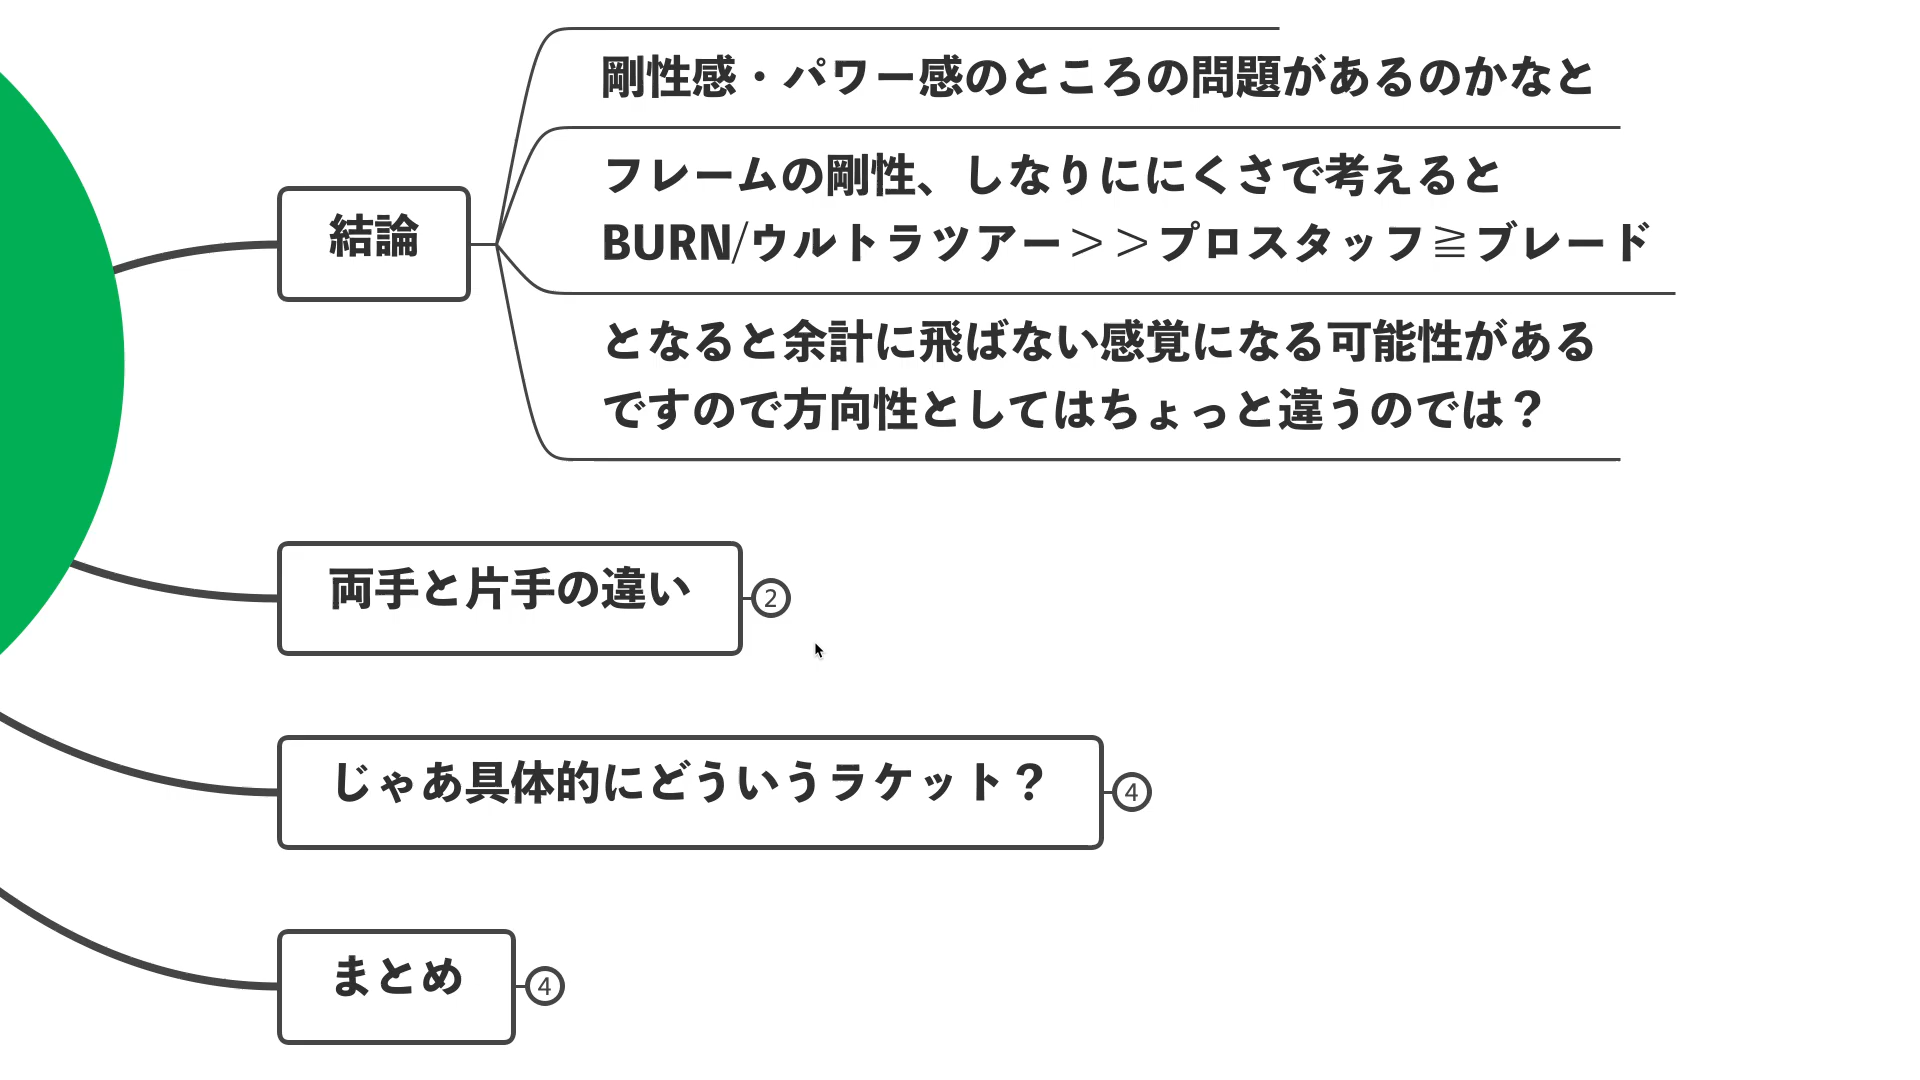 剛性感・パワー感のところの問題があるのかなと
結論
フレームの剛性、しなりににくさで考えると
BURN/ウルトラツアー＞＞プロスタッフ≧ブレード
となると余計に飛ばない感覚になる可能性がある
ですので方向性としてはちょっと違うのでは？
両手と片手の違い
2
じゃあ具体的にどういうラケット？
4
まとめ
4